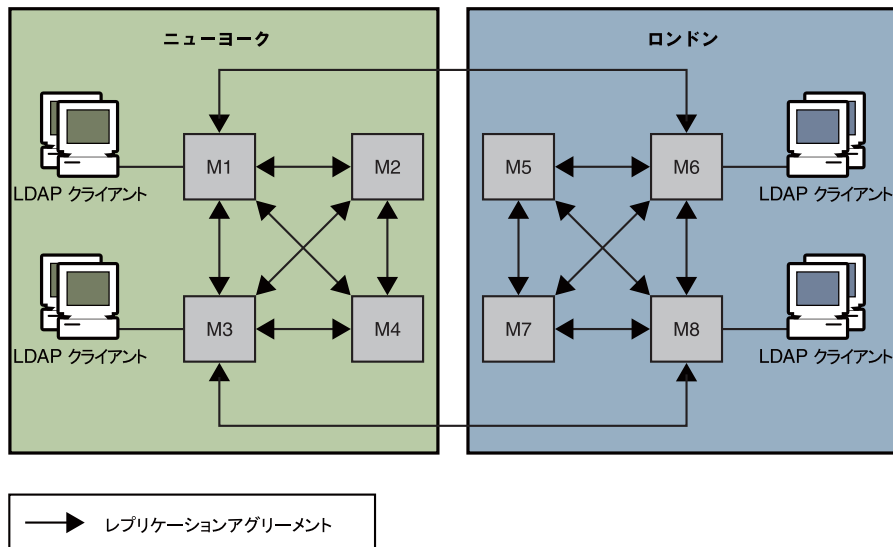 ニューヨーク
ロンドン
M1
M2
M5
M6
LDAP クライアント
LDAP クライアント
M3
M4
M7
M8
LDAP クライアント
LDAP クライアント
レプリケーションアグリーメント